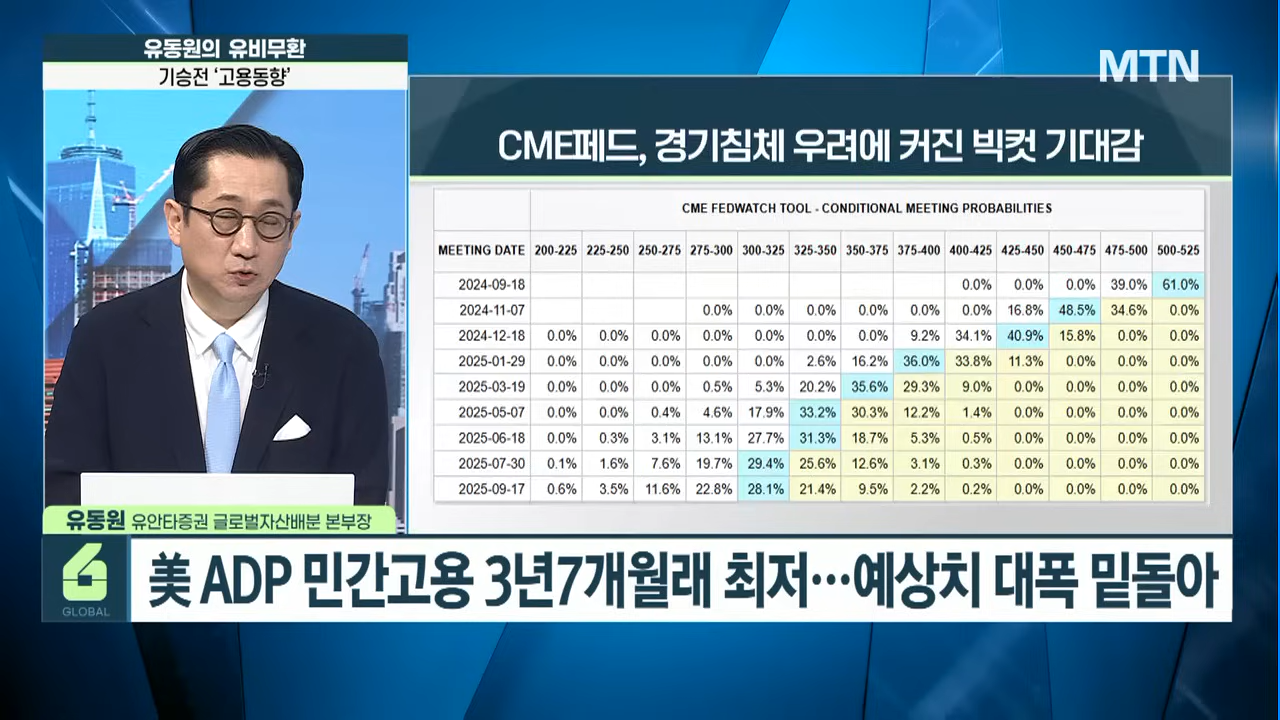 유동원의 유비무환
기승전 '고용동향'
MTN
CME페드, 경기침체 우려에 커진 빅컷 기대감
CME FEDWATCH TOOL - CONDITIONAL MEETING PROBABILITIES
MEETING DATE 200-225 225-250 250-275 275-300 300-325 325-350 350-375 375-400 400-425 425-450 450-475 475-500 500-525
2024-09-18 0.0% 0.0% 0.0% 39.0% 61.0%
2024-11-07 0.0% 0.0% 0.0% 0.0% 0.0% 0.0% 16.8% 48.5% 34.6% 0.0%
2024-12-18 0.0% 0.0% 0.0% 0.0% 0.0% 0.0% 0.0% 9.2% 34.1% 40.9% 15.8% 0.0% 0.0%
2025-01-29 0.0% 0.0% 0.0% 0.0% 0.0% 2.6% 16.2% 36.0% 33.8% 11.3% 0.0% 0.0% 0.0%
2025-03-19 0.0% 0.0% 0.0% 0.5% 5.3% 20.2% 35.6% 29.3% 9.0% 0.0% 0.0% 0.0% 0.0%
2025-05-07 0.0% 0.0% 0.4% 4.6% 17.9% 33.2% 30.3% 12.2% 1.4% 0.0% 0.0% 0.0% 0.0%
2025-06-18 0.0% 0.3% 3.1% 13.1% 27.7% 31.3% 18.7% 5.3% 0.5% 0.0% 0.0% 0.0% 0.0%
2025-07-30 0.1% 1.6% 7.6% 19.7% 29.4% 25.6% 12.6% 3.1% 0.3% 0.0% 0.0% 0.0% 0.0%
2025-09-17 0.6% 3.5% 11.6% 22.8% 28.1% 21.4% 9.5% 2.2% 0.2% 0.0% 0.0% 0.0% 0.0%
유동원 유안타증권 글로벌자산배분 본부장
6 GLOBAL
美 ADP 민간고용 3년7개월래 최저…예상치 대폭 밑돌아